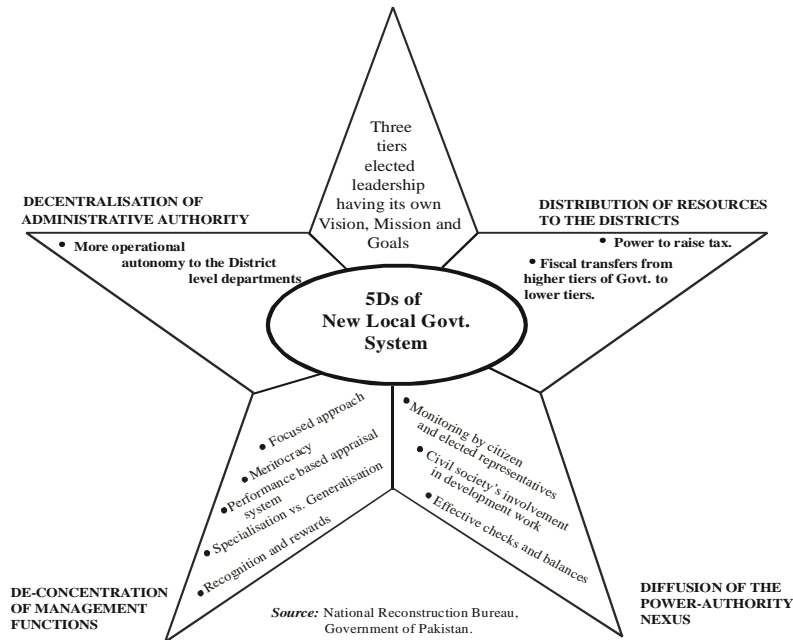 Three
tiers
elected
leadership
having its own
Vision, Mission and
Goals
DECENTRALISATION OF
ADMINISTRATIVE AUTHORITY
• More operational
autonomy to the District
level departments
DISTRIBUTION OF RESOURCES
TO THE DISTRICTS
• Power to raise tax.
• Fiscal transfers from
higher tiers of Govt. to
lower tiers.
5Ds of
New Local Govt.
System
• Focused approach
• Meritocracy
• Performance based appraisal
system
• Specialisation vs. Generalisation
• Recognition and rewards
• Monitoring by citizen
and elected representatives
• Civil society's involvement
in development work
• Effective checks and balances
DE-CONCENTRATION
OF MANAGEMENT
FUNCTIONS
DIFFUSION OF THE
POWER-AUTHORITY
NEXUS
Source: National Reconstruction Bureau,
Government of Pakistan.